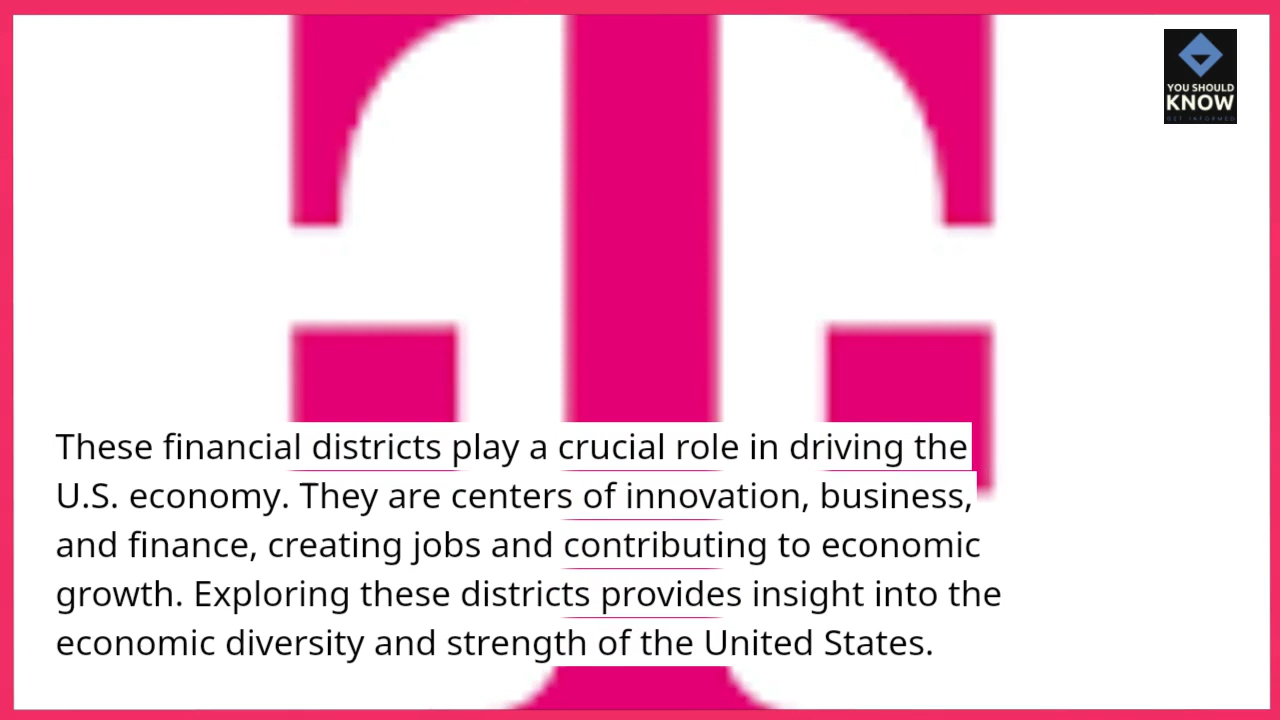 YOU SHOULD
KNOW
GET INFORMED
These financial districts play a crucial role in driving the
U.S. economy. They are centers of innovation, business,
and finance, creating jobs and contributing to economic
growth. Exploring these districts provides insight into the
economic diversity and strength of the United States.